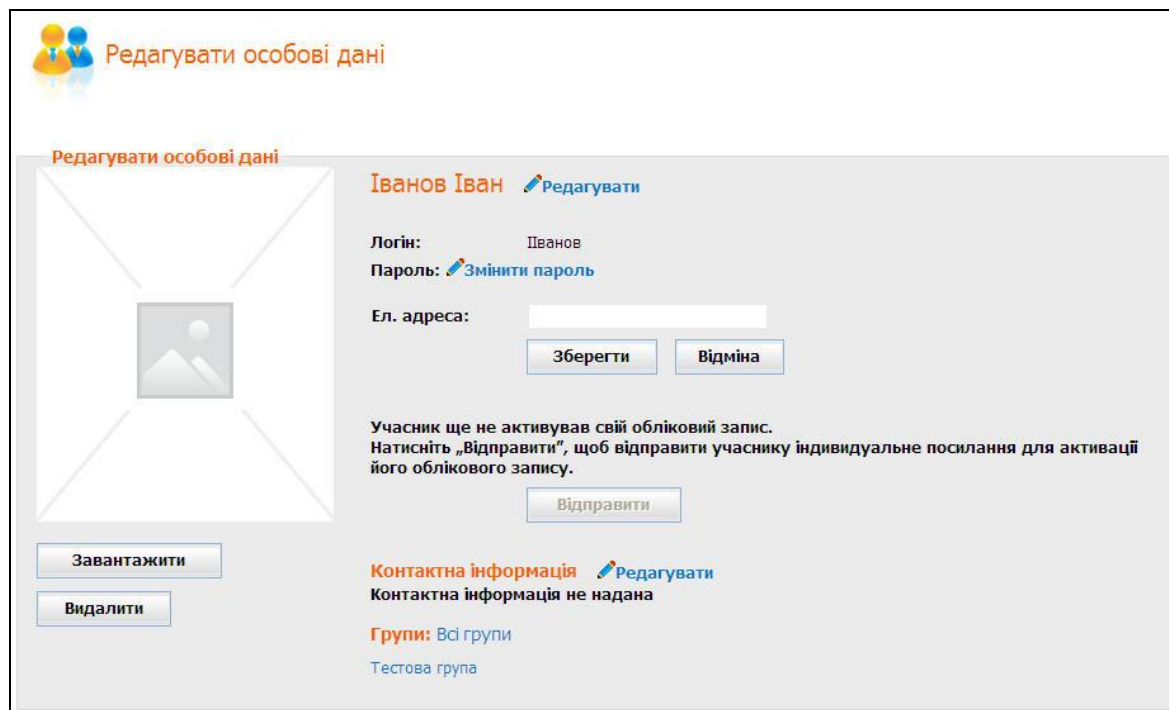 Редагувати особові дані
Редагувати особові дані
Іванов Іван Редагувати
Логін: ІІванов
Пароль: Змінити пароль
Ел. адреса:
Зберегти Відміна
Учасник ще не активував свій обліковий запис.
Натисніть „Відправити”, щоб відправити учаснику індивидуальне посилання для активації
його облікового запису.
Відправити
Завантажити
Видалити
Контактна інформація Редагувати
Контактна інформація не надана
Групи: Всі групи
Тестова група